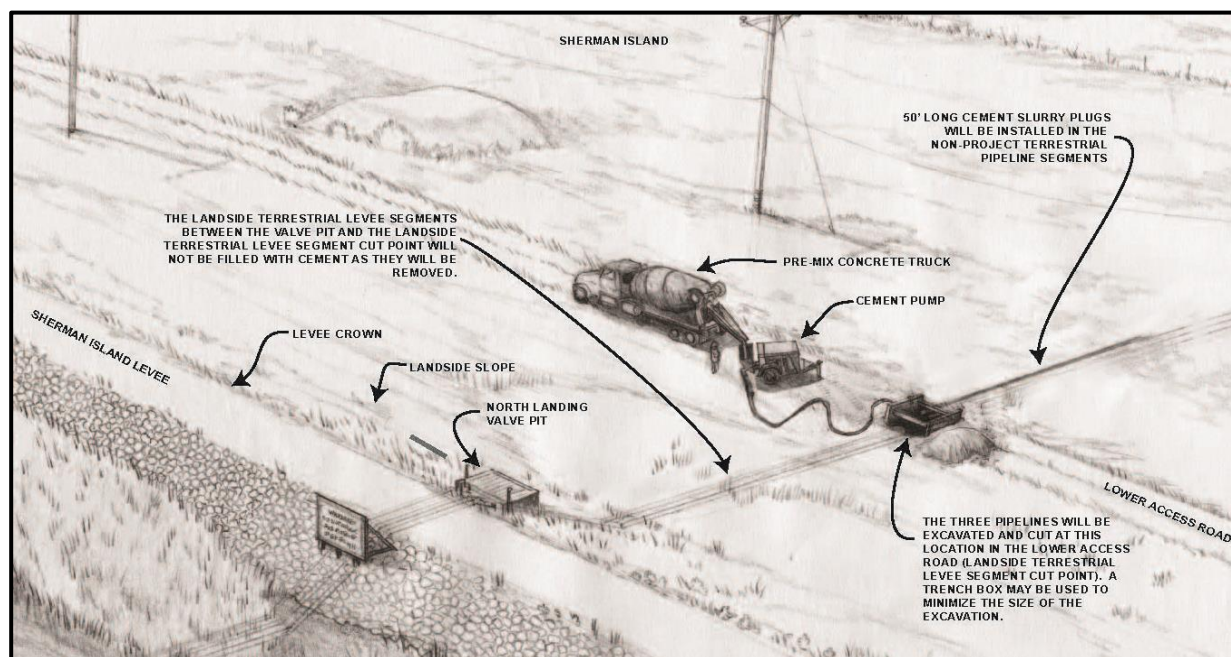 SHERMAN ISLAND
50' LONG CEMENT SLURRY PLUGS
WILL BE INSTALLED IN THE
NON-PROJECT TERRESTRIAL
PIPELINE SEGMENTS
THE LANDSIDE TERRESTRIAL LEVEE SEGMENTS
BETWEEN THE VALVE PIT AND THE LANDSIDE
TERRESTRIAL LEVEE SEGMENT CUT POINT WILL
NOT BE FILLED WITH CEMENT AS THEY WILL BE
REMOVED.
PRE-MIX CONCRETE TRUCK
CEMENT PUMP
SHERMAN ISLAND LEVEE
LEVEE CROWN
LANDSIDE SLOPE
NORTH LANDING
VALVE PIT
LOWER ACCESS ROAD
THE THREE PIPELINES WILL BE
EXCAVATED AND CUT AT THIS
LOCATION IN THE LOWER ACCESS
ROAD (LANDSIDE TERRESTRIAL
LEVEE SEGMENT CUT POINT). A
TRENCH BOX MAY BE USED TO
MINIMIZE THE SIZE OF THE
EXCAVATION.